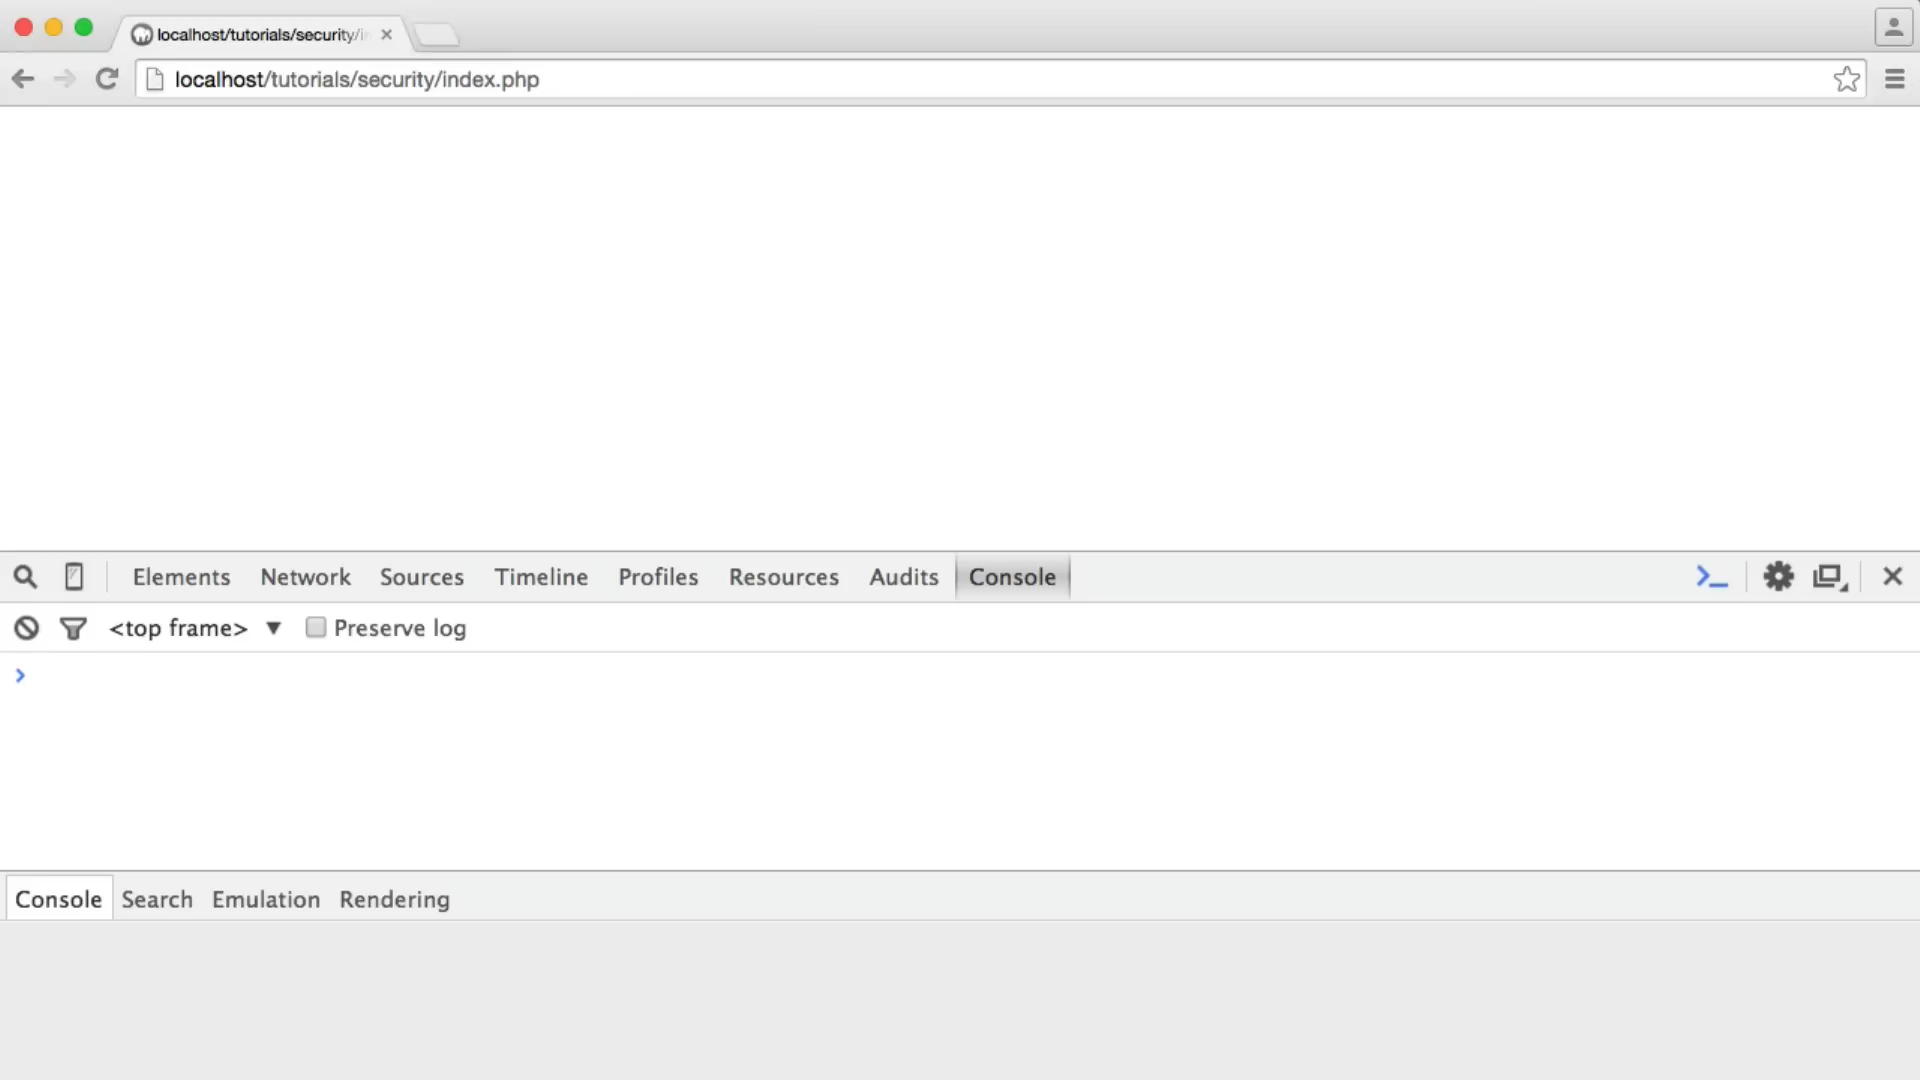 localhost/tutorials/security/i
localhost/tutorials/security/index.php
Elements Network Sources Timeline Profiles Resources Audits Console
<top frame> ▼ Preserve log
Console Search Emulation Rendering